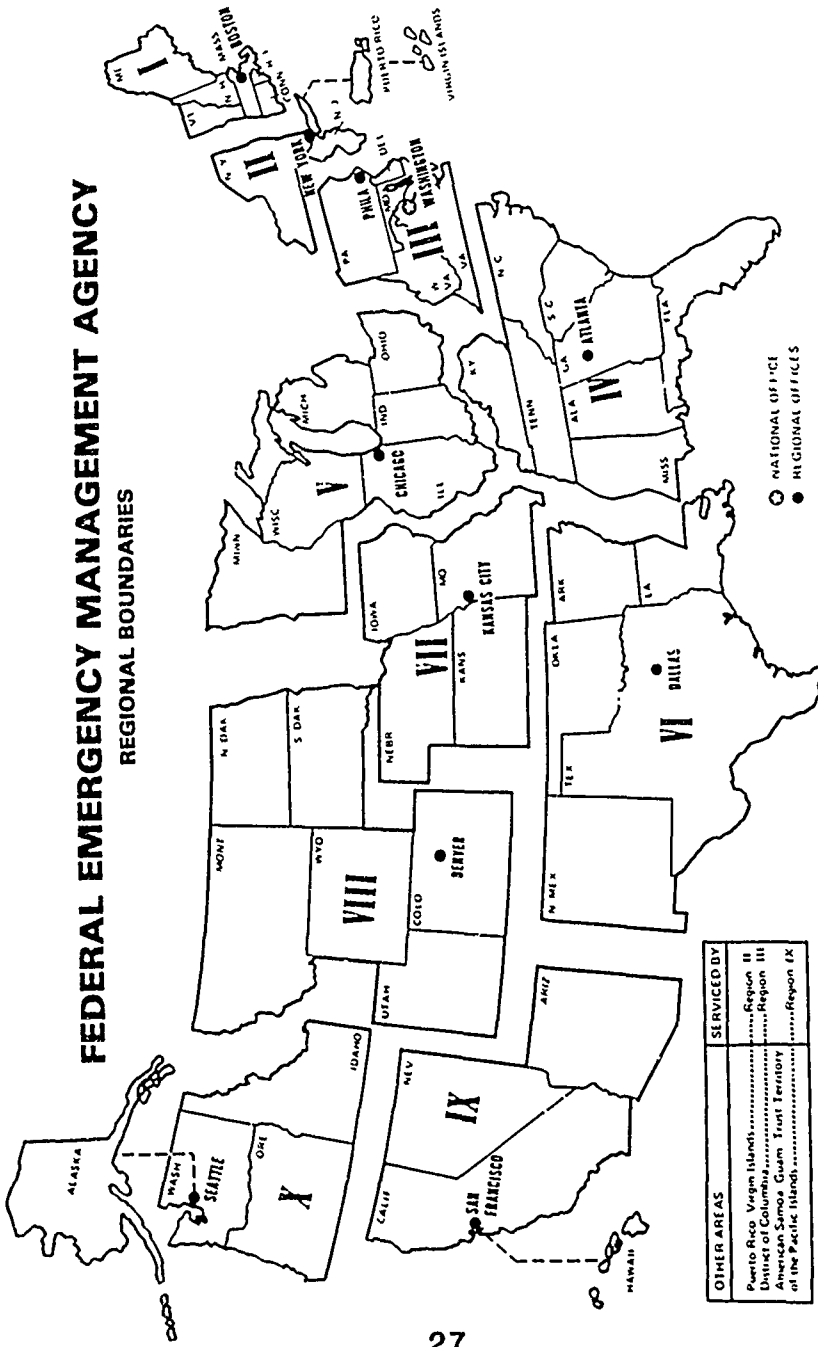 FEDERAL EMERGENCY MANAGEMENT AGENCY
REGIONAL BOUNDARIES
ALASKA
WASH
SEATTLE
ORE
X
IDAHO
CALIF
SAN
FRANCISCO
NEV
IX
ARIZ
HAWAII
MONT
N DAK
S DAK
WYO
VIII
UTAH
COLO
DENVER
NEBR
VII
KANS
KANSAS CITY
IOWA
MO
N MEX
TEX
OKLA
VI
DALLAS
ARK
LA
MINN
WISC
MICH
V
CHICAGO
ILL
IND
OHIO
KY
TENN
N C
S C
MISS
ALA
GA
ATLANTA
IV
FLA
PA
PHILA
III
W
VA
VA
MD
DEL
WASHINGTON
N Y
II
NEW YORK
N J
PUERTO RICO
VIRGIN ISLANDS
ME
I
VT
N H
MASS
BOSTON
CONN
R I
NATIONAL OFFICE
REGIONAL OFFICES
OTHER AREAS SERVICED BY
Puerto Rico Virgin Islands Region II
District of Columbia Region III
American Samoa Guam Trust Territory
of the Pacific Islands Region IX
27